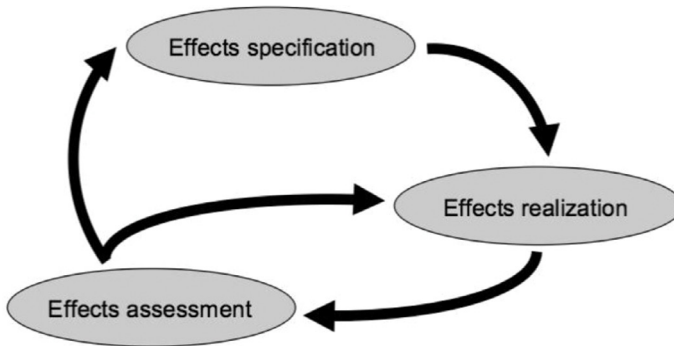 Effects specification
Effects realization
Effects assessment